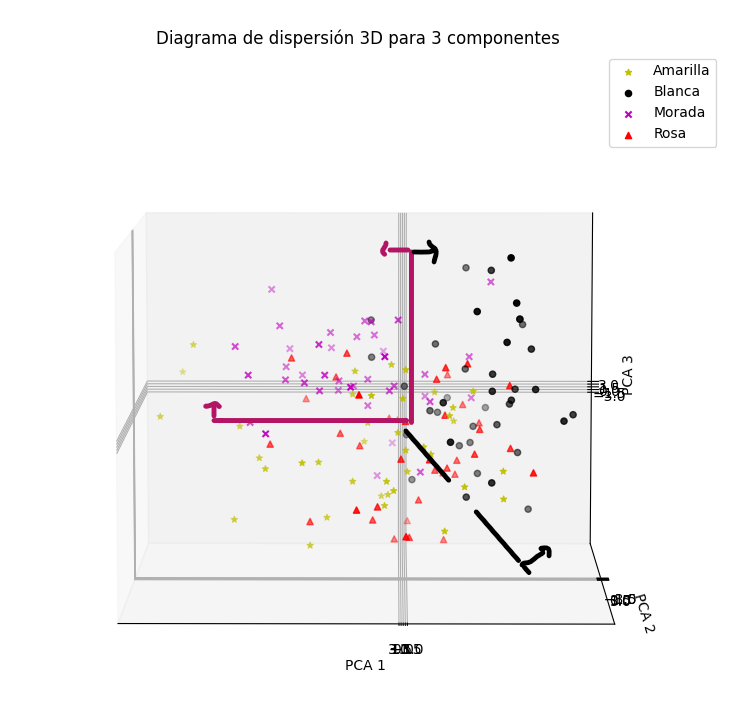 Diagrama de dispersión 3D para 3 componentes
Amarilla
Blanca
Morada
Rosa
PCA 3
PCA 2
PCA 1